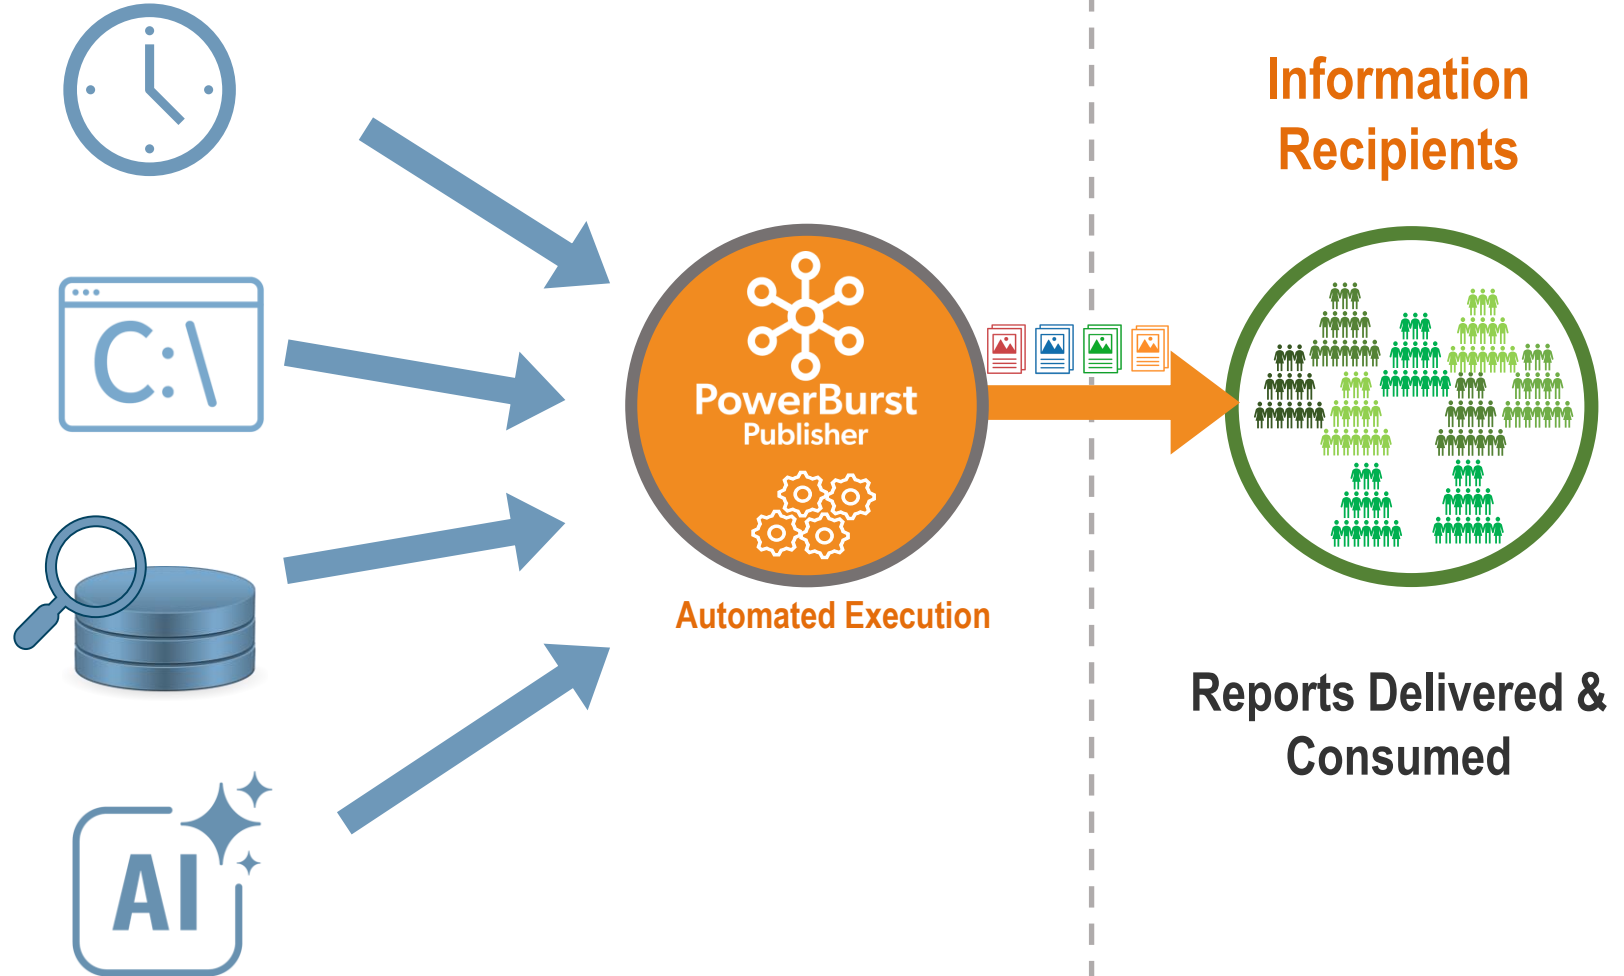 Information
Recipients
C:\
PowerBurst
Publisher
Automated Execution
Reports Delivered &
Consumed
AI